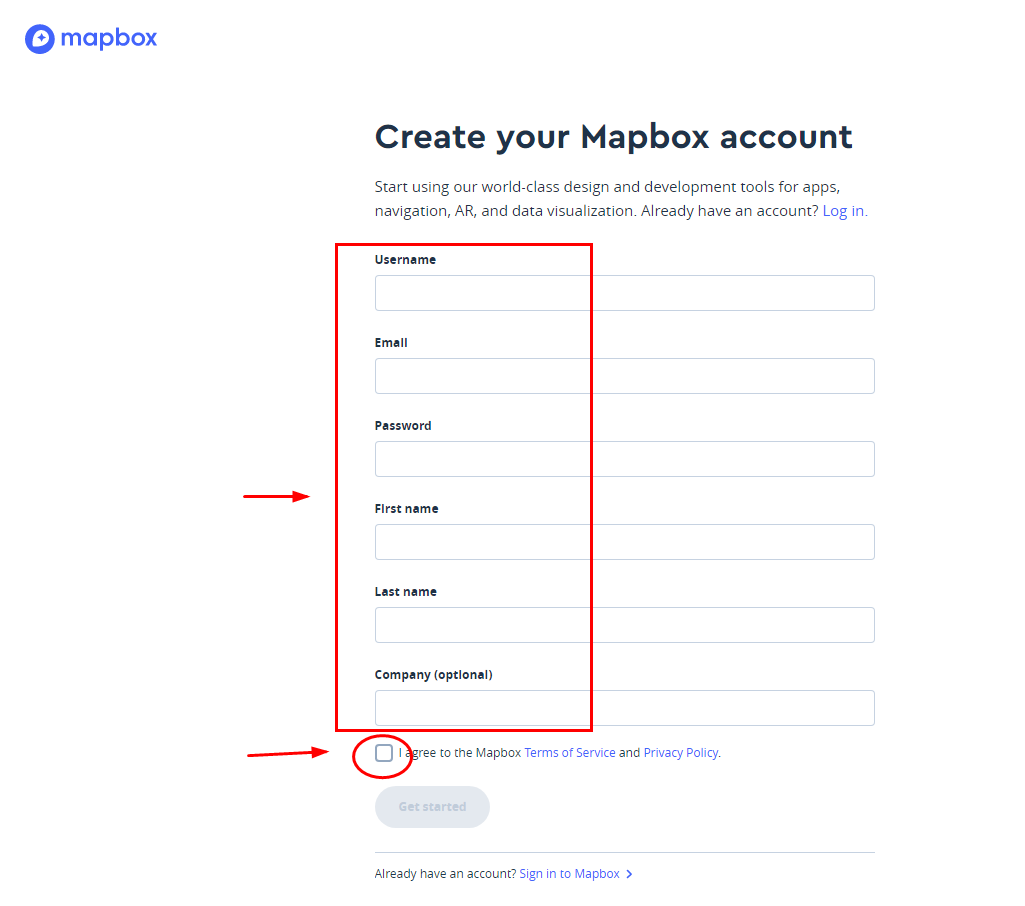 mapbox
Create your Mapbox account
Start using our world-class design and development tools for apps,
navigation, AR, and data visualization. Already have an account? Log in.
Username
Email
Password
First name
Last name
Company (optional)
I agree to the Mapbox Terms of Service and Privacy Policy.
Get started
Already have an account? Sign in to Mapbox